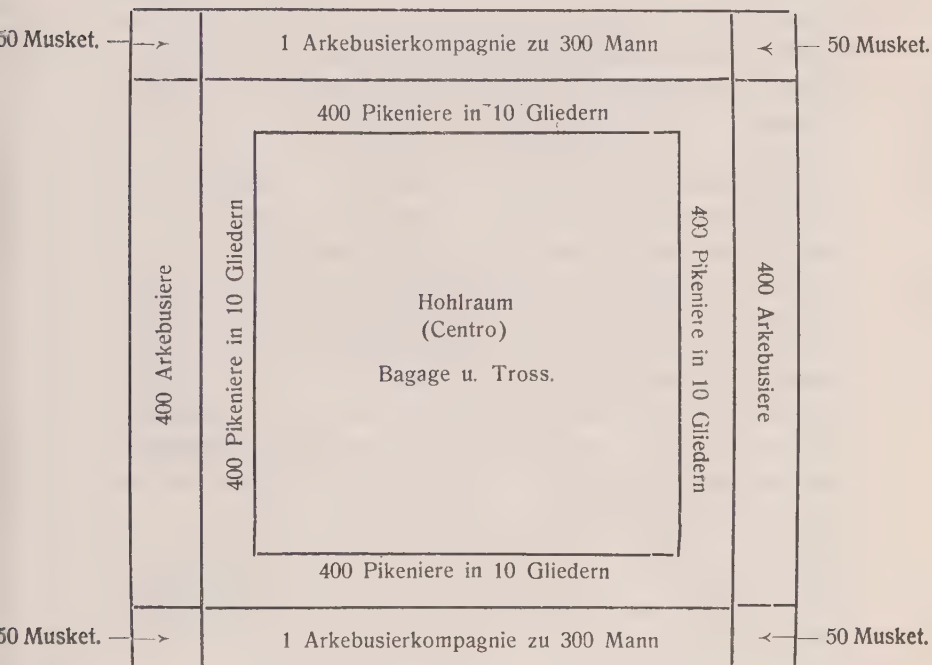 50 Musket.
1 Arkebusierkompagnie zu 300 Mann
50 Musket.
400 Pikeniere in 10 Gliedern
400 Arkebusiere
400 Pikeniere in 10 Gliedern
Hohlraum
(Centro)
Bagage u. Tross.
400 Pikeniere in 10 Gliedern
400 Arkebusiere
400 Pikeniere in 10 Gliedern
50 Musket.
1 Arkebusierkompagnie zu 300 Mann
50 Musket.